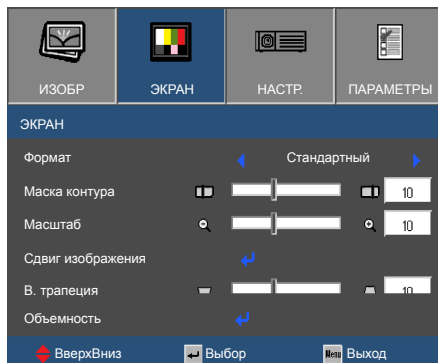 ИЗОБР ЭКРАН НАСТР. ПАРАМЕТРЫ
ЭКРАН
Формат Стандартный
Маска контура 10
Масштаб 10
Сдвиг изображения
В. трапеция 10
Объемность
ВверхВниз Выбор Menu Выход